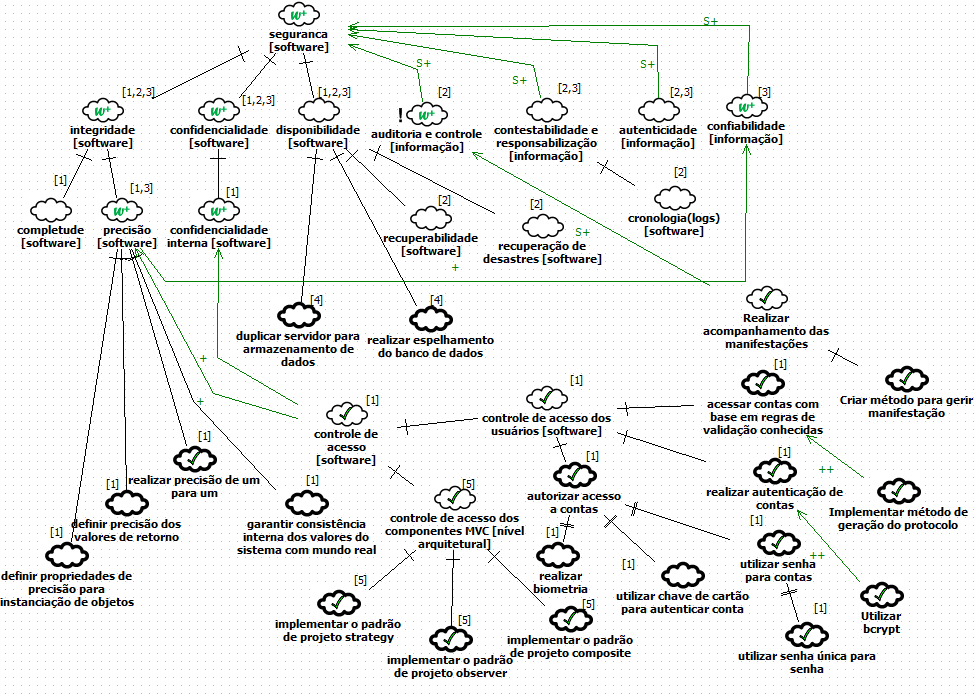 w+
seguranca
[software]
S+
S+
S+
S+
[1,2,3]
[1,2,3]
[1,2,3]
[2]
[2,3]
[2,3]
[3]
w+
integridade
[software]
w+
confidencialidade
[software]
disponibilidade
[software]
!
w+
auditoria e controle
[informação]
contestabilidade e
responsabilização
[informação]
autenticidade
[informação]
w+
confiabilidade
[informação]
[1]
[1,3]
[1]
[2]
[2]
[2]
completude
[software]
w+
precisão
[software]
w+
confidencialidade
interna [software]
recuperabilidade
[software]
recuperação de
desastres [software]
cronologia(logs)
[software]
S+
+
[4]
[4]
duplicar servidor para
armazenamento de
dados
realizar espelhamento
do banco de dados
Realizar
acompanhamento das
manifestações
+
+
[1]
[1]
[1]
controle de
acesso
[software]
controle de acesso dos
usuários [software]
acessar contas com
base em regras de
validação conhecidas
Criar método para gerir
manifestação
[1]
realizar precisão de um
para um
[1]
definir precisão dos
valores de retorno
[1]
garantir consistência
interna dos valores do
sistema com mundo real
[1]
definir propriedades de
precisão para
instanciação de objetos
[5]
controle de acesso dos
componentes MVC [nível
arquitetural]
[1]
autorizar acesso
a contas
[1]
realizar autenticação de
contas
++
Implementar método de
geração do protocolo
[1]
realizar
biometria
[1]
utilizar chave de cartão
para autenticar conta
[1]
utilizar senha
para contas
++
Utilizar
bcrypt
[5]
implementar o padrão
de projeto strategy
[5]
implementar o padrão
de projeto observer
[5]
implementar o padrão
de projeto composite
[1]
utilizar senha única para
senha